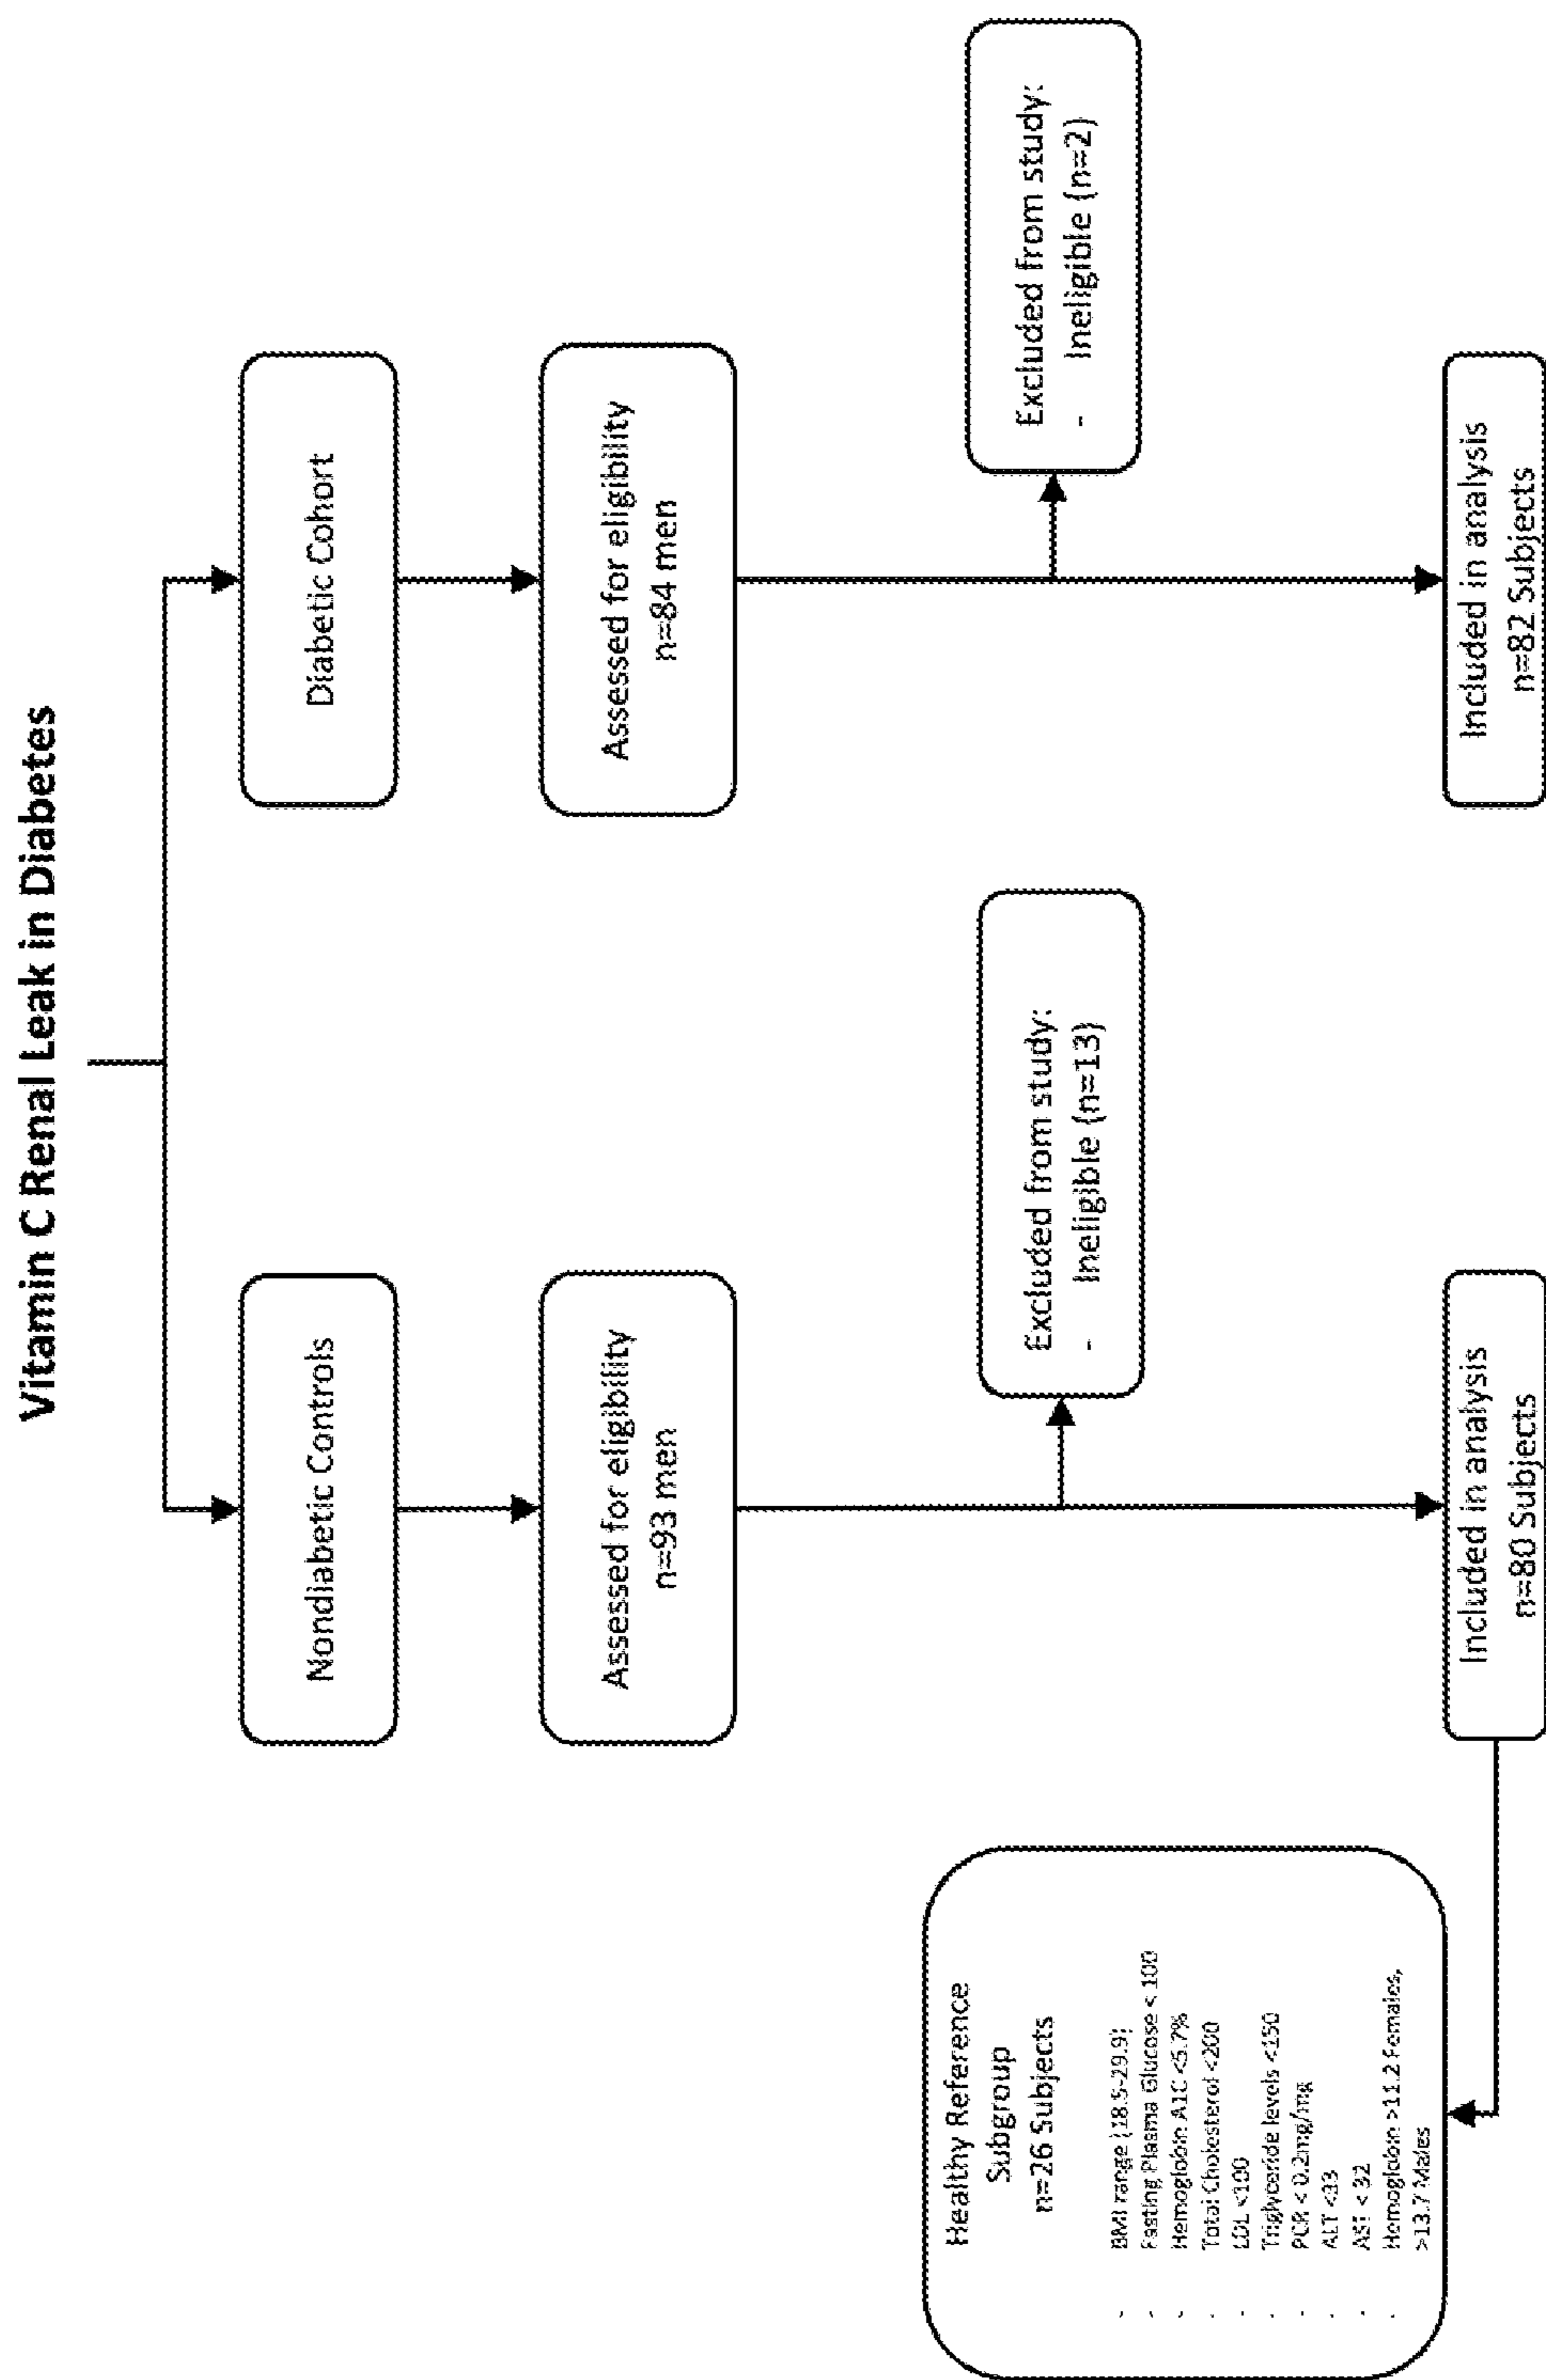 Vitamin C Renal Leak in Diabetes
Nondiabetic Controls
Diabetic Cohort
Assessed for eligibility
n=93 men
Assessed for eligibility
n=84 men
Excluded from study:
- Ineligible (n=13)
Excluded from study:
- Ineligible (n=2)
Healthy Reference
Subgroup
n=26 Subjects
- BMI range (18.5-29.9)
- Fasting Plasma Glucose < 100
- Hemoglobin A1C <5.7%
- Total Cholesterol <200
- LDL <100
- Triglyceride levels <150
- PCR < 0.2mg/mg
- ALT <33
- AST < 32
- Hemoglobin >11.2 Females,
>13.7 Males
Included in analysis
n=80 Subjects
Included in analysis
n=82 Subjects